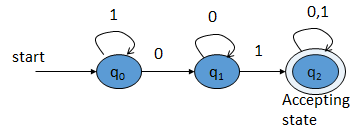 1
0
0,1
start
0
1
q0
q1
q2
Accepting
state